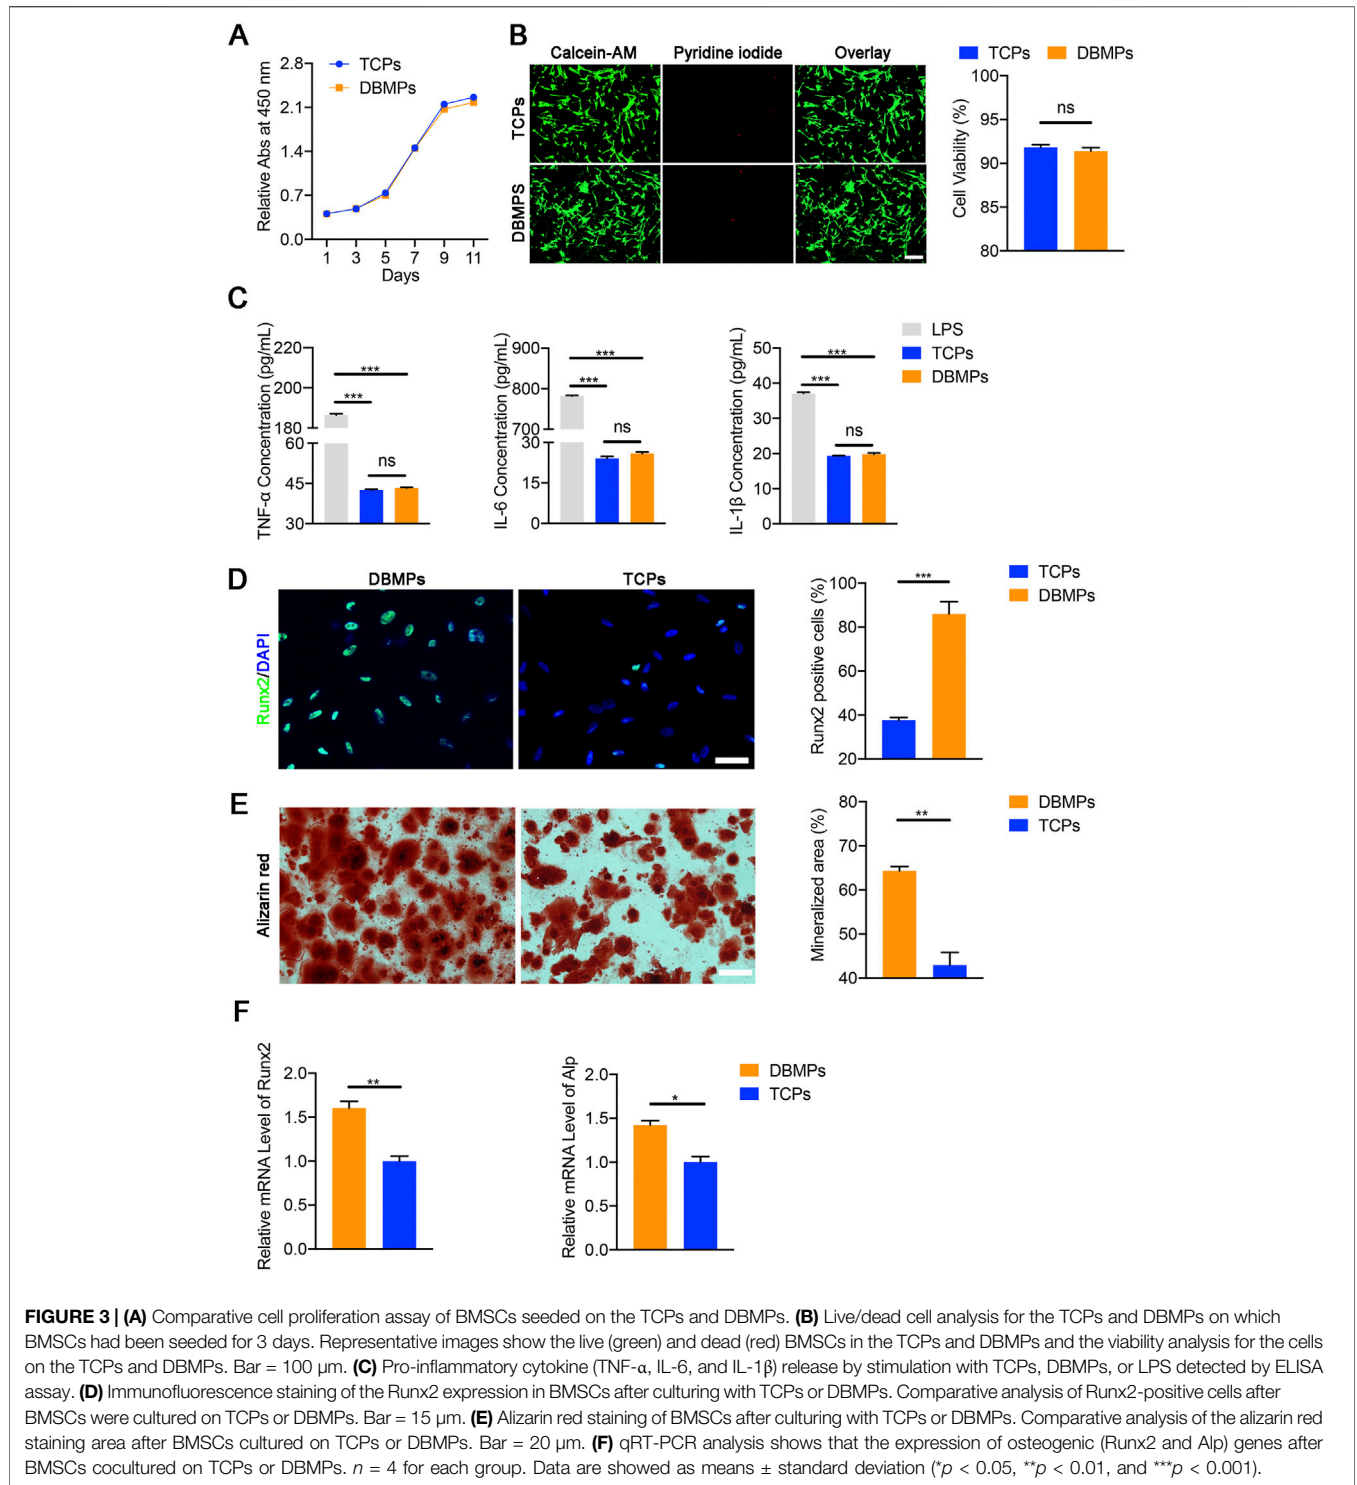 A
TCPs
DBMPs
Relative Abs at 450 nm
2.8
2.1
1.4
0.7
0.0
1 3 5 7 9 11
Days
B
Calcein-AM Pyridine iodide Overlay
TCPs
DBMPS
TCPs DBMPs
Cell Viability (%)
100
95
90
85
80
ns
C
TNF-α Concentration (pg/mL)
220
200
180
60
45
30
***
***
ns
IL-6 Concentration (pg/mL)
900
800
700
30
15
0
***
***
ns
IL-1β Concentration (pg/mL)
50
40
30
20
10
0
***
***
ns
LPS
TCPs
DBMPs
D
DBMPs TCPs
Runx2/DAPI
Runx2 positive cells (%)
100
80
60
40
20
***
TCPs
DBMPs
E
Alizarin red
Mineralized area (%)
80
70
60
50
40
**
DBMPs
TCPs
F
Relative mRNA Level of Runx2
2.0
1.5
1.0
0.5
0.0
**
Relative mRNA Level of Alp
2.0
1.5
1.0
0.5
0.0
*
DBMPs
TCPs
FIGURE 3 | (A) Comparative cell proliferation assay of BMSCs seeded on the TCPs and DBMPs. (B) Live/dead cell analysis for the TCPs and DBMPs on which
BMSCs had been seeded for 3 days. Representative images show the live (green) and dead (red) BMSCs in the TCPs and DBMPs and the viability analysis for the cells
on the TCPs and DBMPs. Bar = 100 μm. (C) Pro-inflammatory cytokine (TNF-α, IL-6, and IL-1β) release by stimulation with TCPs, DBMPs, or LPS detected by ELISA
assay. (D) Immunofluorescence staining of the Runx2 expression in BMSCs after culturing with TCPs or DBMPs. Comparative analysis of Runx2-positive cells after
BMSCs were cultured on TCPs or DBMPs. Bar = 15 μm. (E) Alizarin red staining of BMSCs after culturing with TCPs or DBMPs. Comparative analysis of the alizarin red
staining area after BMSCs cultured on TCPs or DBMPs. Bar = 20 μm. (F) qRT-PCR analysis shows that the expression of osteogenic (Runx2 and Alp) genes after
BMSCs cocultured on TCPs or DBMPs. n = 4 for each group. Data are showed as means ± standard deviation (*p < 0.05, **p < 0.01, and ***p < 0.001).